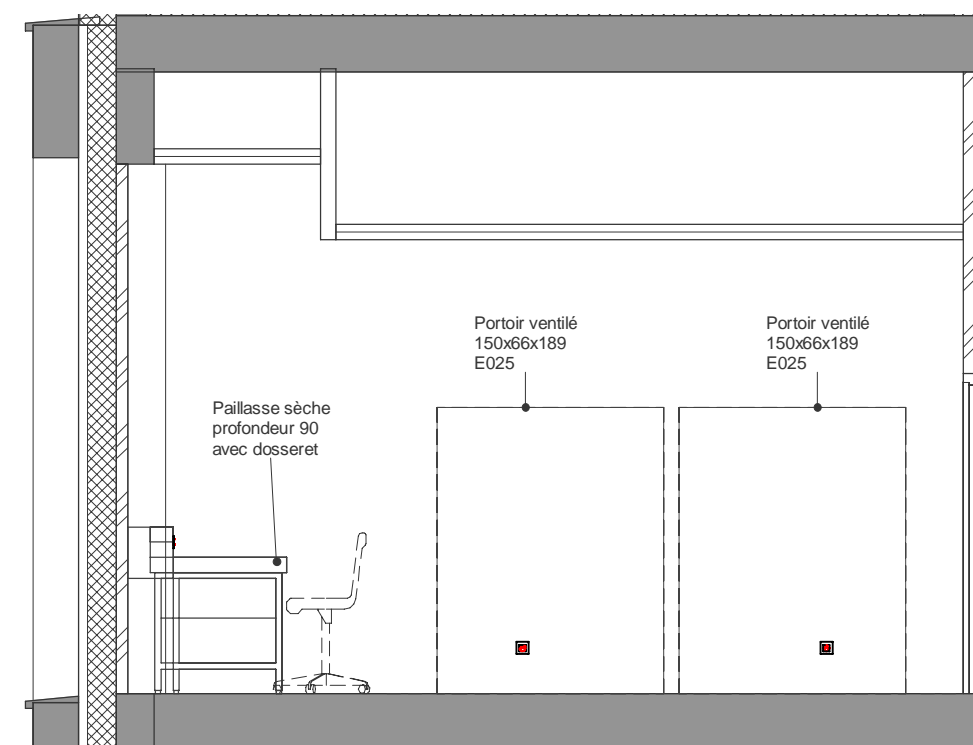 Portoir ventilé
150x66x189
E025
Portoir ventilé
150x66x189
E025
Paillasse sèche
profondeur 90
avec dosseret